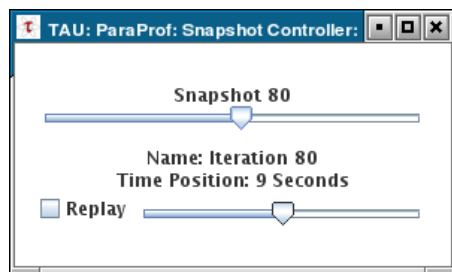 TAU: ParaProf: Snapshot Controller:
Snapshot 80
Name: Iteration 80
Time Position: 9 Seconds
Replay